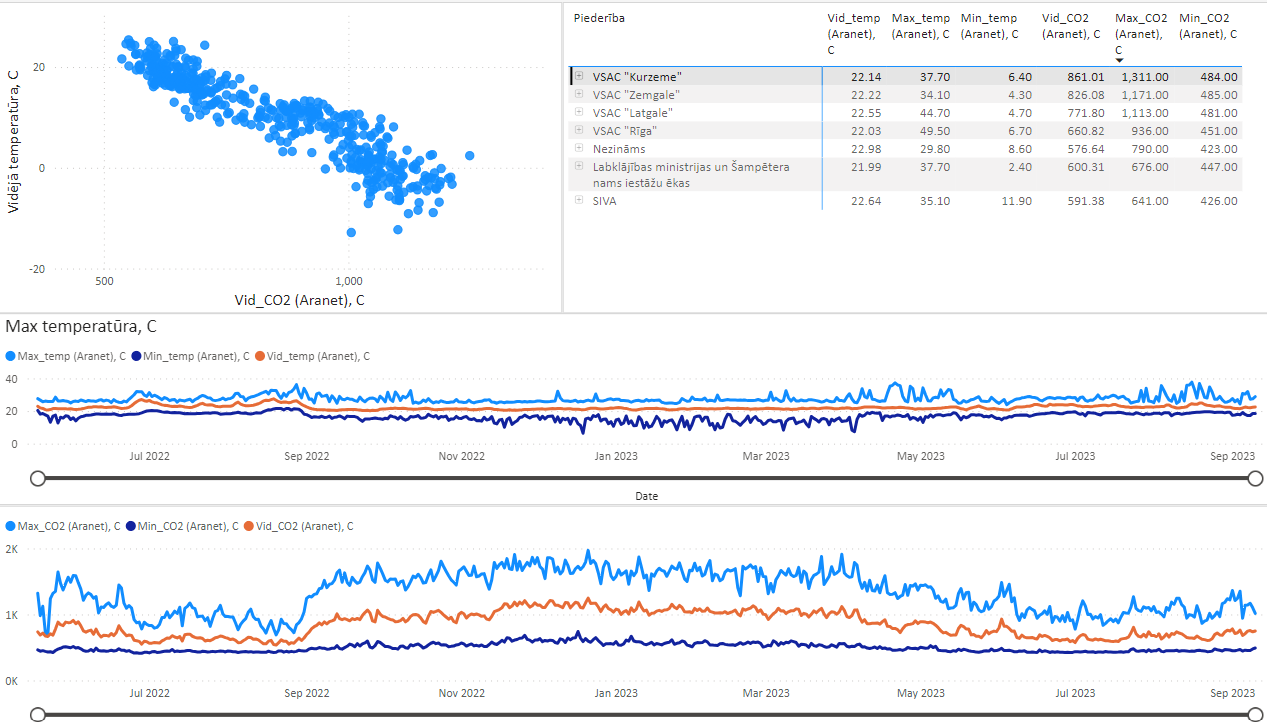 Vidējā temperatūra, C
20
0
-20
500
1,000
Vid_CO2 (Aranet), C
Piederība
Vid_temp (Aranet), C
Max_temp (Aranet), C
Min_temp (Aranet), C
Vid_CO2 (Aranet), C
Max_CO2 (Aranet), C
Min_CO2 (Aranet), C
VSAC "Kurzeme" 22.14 37.70 6.40 861.01 1,311.00 484.00
VSAC "Zemgale" 22.22 34.10 4.30 826.08 1,171.00 485.00
VSAC "Latgale" 22.55 44.70 4.70 771.80 1,113.00 481.00
VSAC "Rīga" 22.03 49.50 6.70 660.82 936.00 451.00
Nezināms 22.98 29.80 8.60 576.64 790.00 423.00
Labklājības ministrijas un Šampētera 21.99 37.70 2.40 600.31 676.00 447.00
nams iestāžu ēkas
SIVA 22.64 35.10 11.90 591.38 641.00 426.00
Max temperatūra, C
Max_temp (Aranet), C Min_temp (Aranet), C Vid_temp (Aranet), C
40
20
0
Jul 2022 Sep 2022 Nov 2022 Jan 2023 Mar 2023 May 2023 Jul 2023 Sep 2023
Date
Max_CO2 (Aranet), C Min_CO2 (Aranet), C Vid_CO2 (Aranet), C
2K
1K
0K
Jul 2022 Sep 2022 Nov 2022 Jan 2023 Mar 2023 May 2023 Jul 2023 Sep 2023